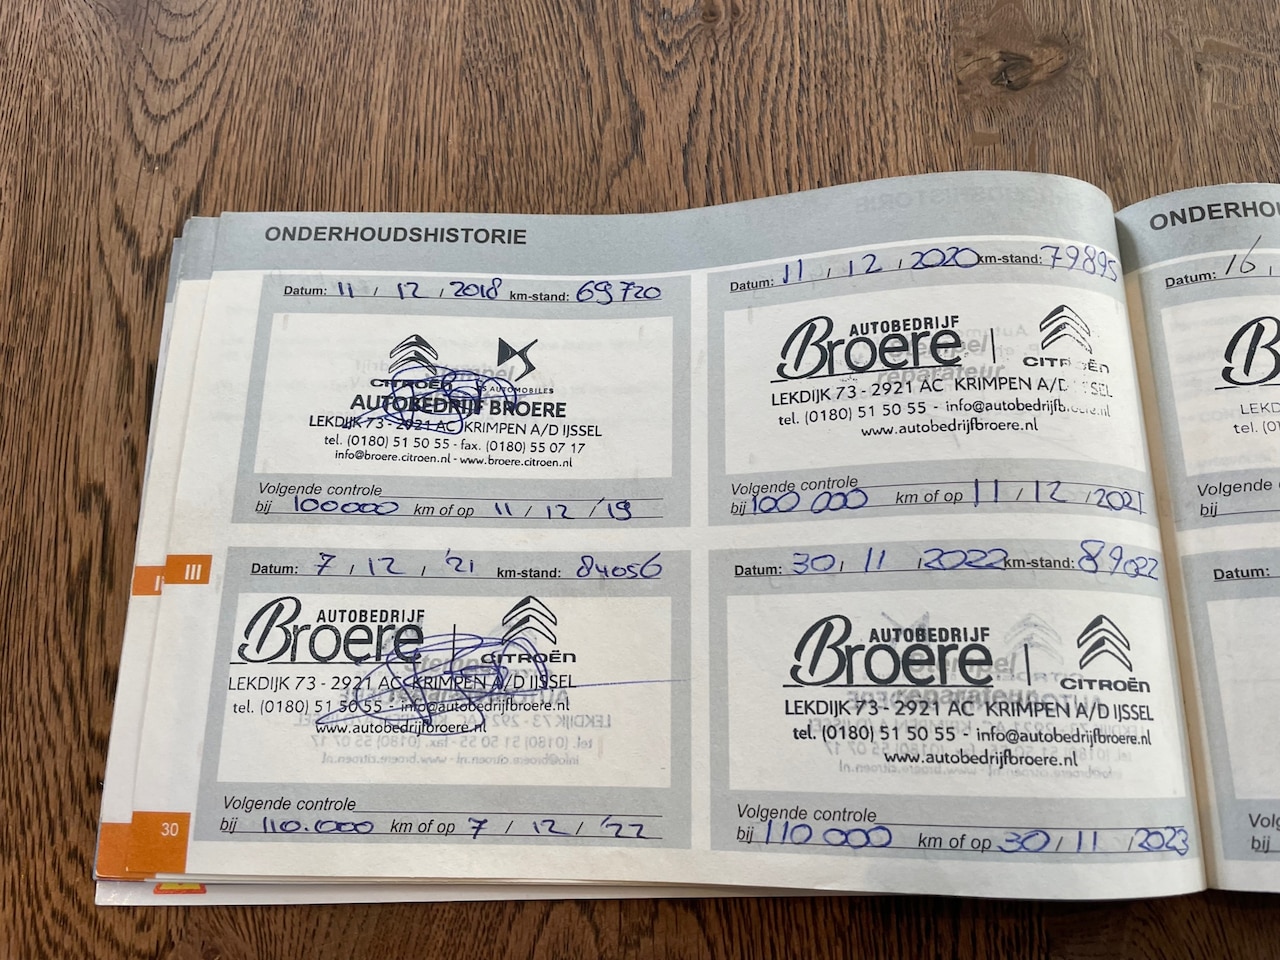 ONDERHOUDSHISTORIE
Datum: 11 / 12 / 2018 km-stand: 69720
CITROËN DS AUTOMOBILES
AUTOBEDRIJF BROERE
LEKDIJK 73 - 2921 AC KRIMPEN A/D IJSSEL
tel. (0180) 51 50 55 - fax. (0180) 55 07 17
info@broere.citroen.nl - www.broere.citroen.nl
Volgende controle
bij 100000 km of op 11 / 12 / '19
Datum: 11 / 12 / 2020 km-stand: 79895
AUTOBEDRIJF
Broere
CITROËN
LEKDIJK 73 - 2921 AC KRIMPEN A/D IJSSEL
tel. (0180) 51 50 55 - info@autobedrijfbroere.nl
www.autobedrijfbroere.nl
Volgende controle
bij 100 000 km of op 11 / 12 / 2021
III
Datum: 7 / 12 / '21 km-stand: 84056
AUTOBEDRIJF
Broere
CITROËN
LEKDIJK 73 - 2921 AC KRIMPEN A/D IJSSEL
tel. (0180) 51 50 55 - info@autobedrijfbroere.nl
www.autobedrijfbroere.nl
Volgende controle
bij 110.000 km of op 7 / 12 / '22
Datum: 30 / 11 / 2022 km-stand: 89022
AUTOBEDRIJF
Broere
CITROËN
LEKDIJK 73 - 2921 AC KRIMPEN A/D IJSSEL
tel. (0180) 51 50 55 - info@autobedrijfbroere.nl
www.autobedrijfbroere.nl
Volgende controle
bij 110 000 km of op 30 / 11 / 2023
30
ONDERHOU
Datum: 16 /
B
LEKD
tel. (0
Volgende
bij
Datum:
Vol
bij